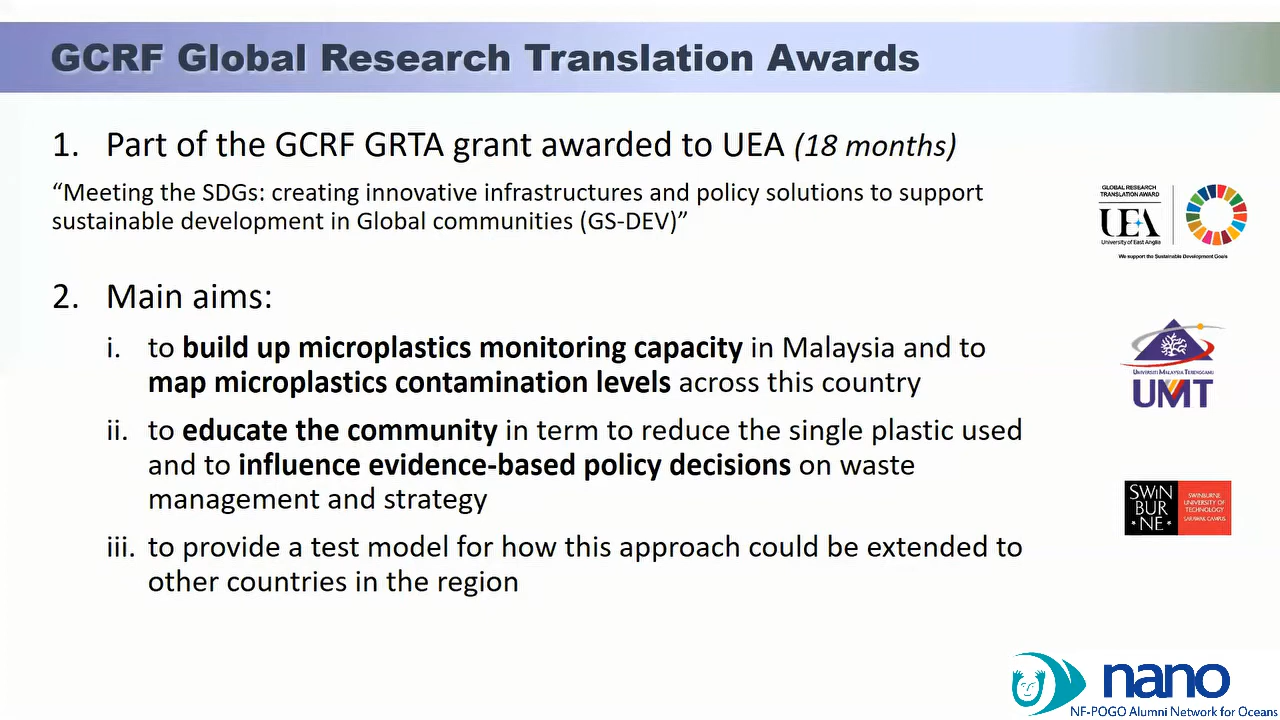 GCRF Global Research Translation Awards
1. Part of the GCRF GRTA grant awarded to UEA (18 months)
“Meeting the SDGs: creating innovative infrastructures and policy solutions to support
sustainable development in Global communities (GS-DEV)”
2. Main aims:
i. to build up microplastics monitoring capacity in Malaysia and to
map microplastics contamination levels across this country
ii. to educate the community in term to reduce the single plastic used
and to influence evidence-based policy decisions on waste
management and strategy
iii. to provide a test model for how this approach could be extended to
other countries in the region
GLOBAL RESEARCH
TRANSLATION AWARD
UEA
University of East Anglia
We support the Sustainable Development Goals
UNIVERSITI MALAYSIA TERENGGANU
UMT
SWIN
BUR
* NE *
SWINBURNE
UNIVERSITY OF
TECHNOLOGY
SARAWAK CAMPUS
nano
NF-POGO Alumni Network for Oceans